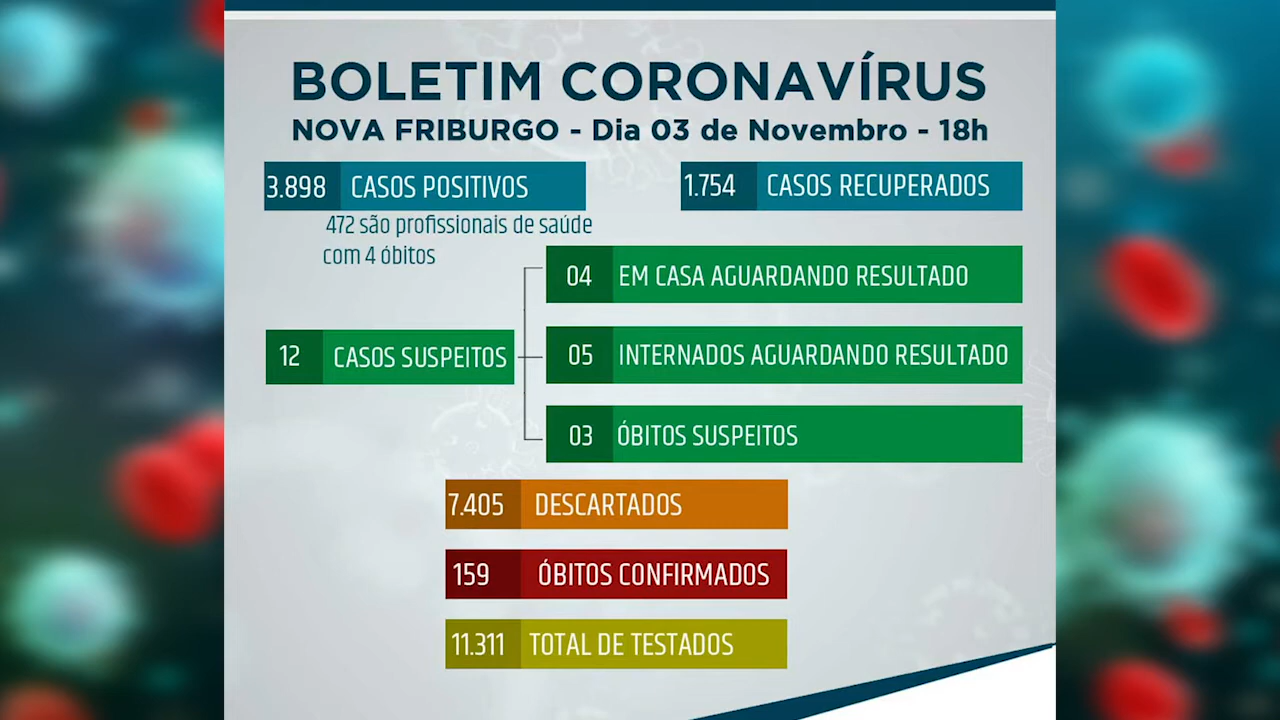 BOLETIM CORONAVÍRUS
NOVA FRIBURGO - Dia 03 de Novembro - 18h
3.898 CASOS POSITIVOS
472 são profissionais de saúde
com 4 óbitos
1.754 CASOS RECUPERADOS
12 CASOS SUSPEITOS
04 EM CASA AGUARDANDO RESULTADO
05 INTERNADOS AGUARDANDO RESULTADO
03 ÓBITOS SUSPEITOS
7.405 DESCARTADOS
159 ÓBITOS CONFIRMADOS
11.311 TOTAL DE TESTADOS